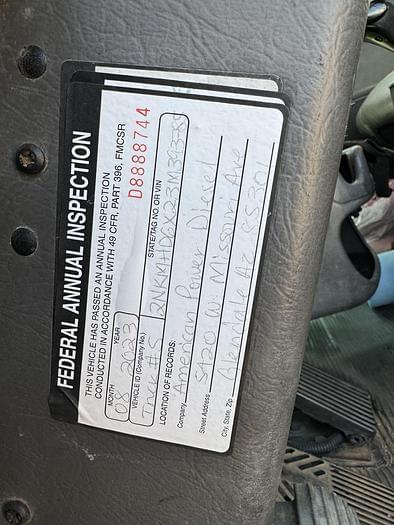 FEDERAL ANNUAL INSPECTION
THIS VEHICLE HAS PASSED AN ANNUAL INSPECTION
CONDUCTED IN ACCORDANCE WITH 49 CFR, PART 396, FMCSR
D8888744
MONTH YEAR
08 2023
VEHICLE ID (Company No.) STATE/TAG NO. OR VIN
Truck #5
LOCATION OF RECORDS:
Company American Power Diesel
Street Address 5420 W. Missouri Ave
City, State, Zip Glendale AZ 85301